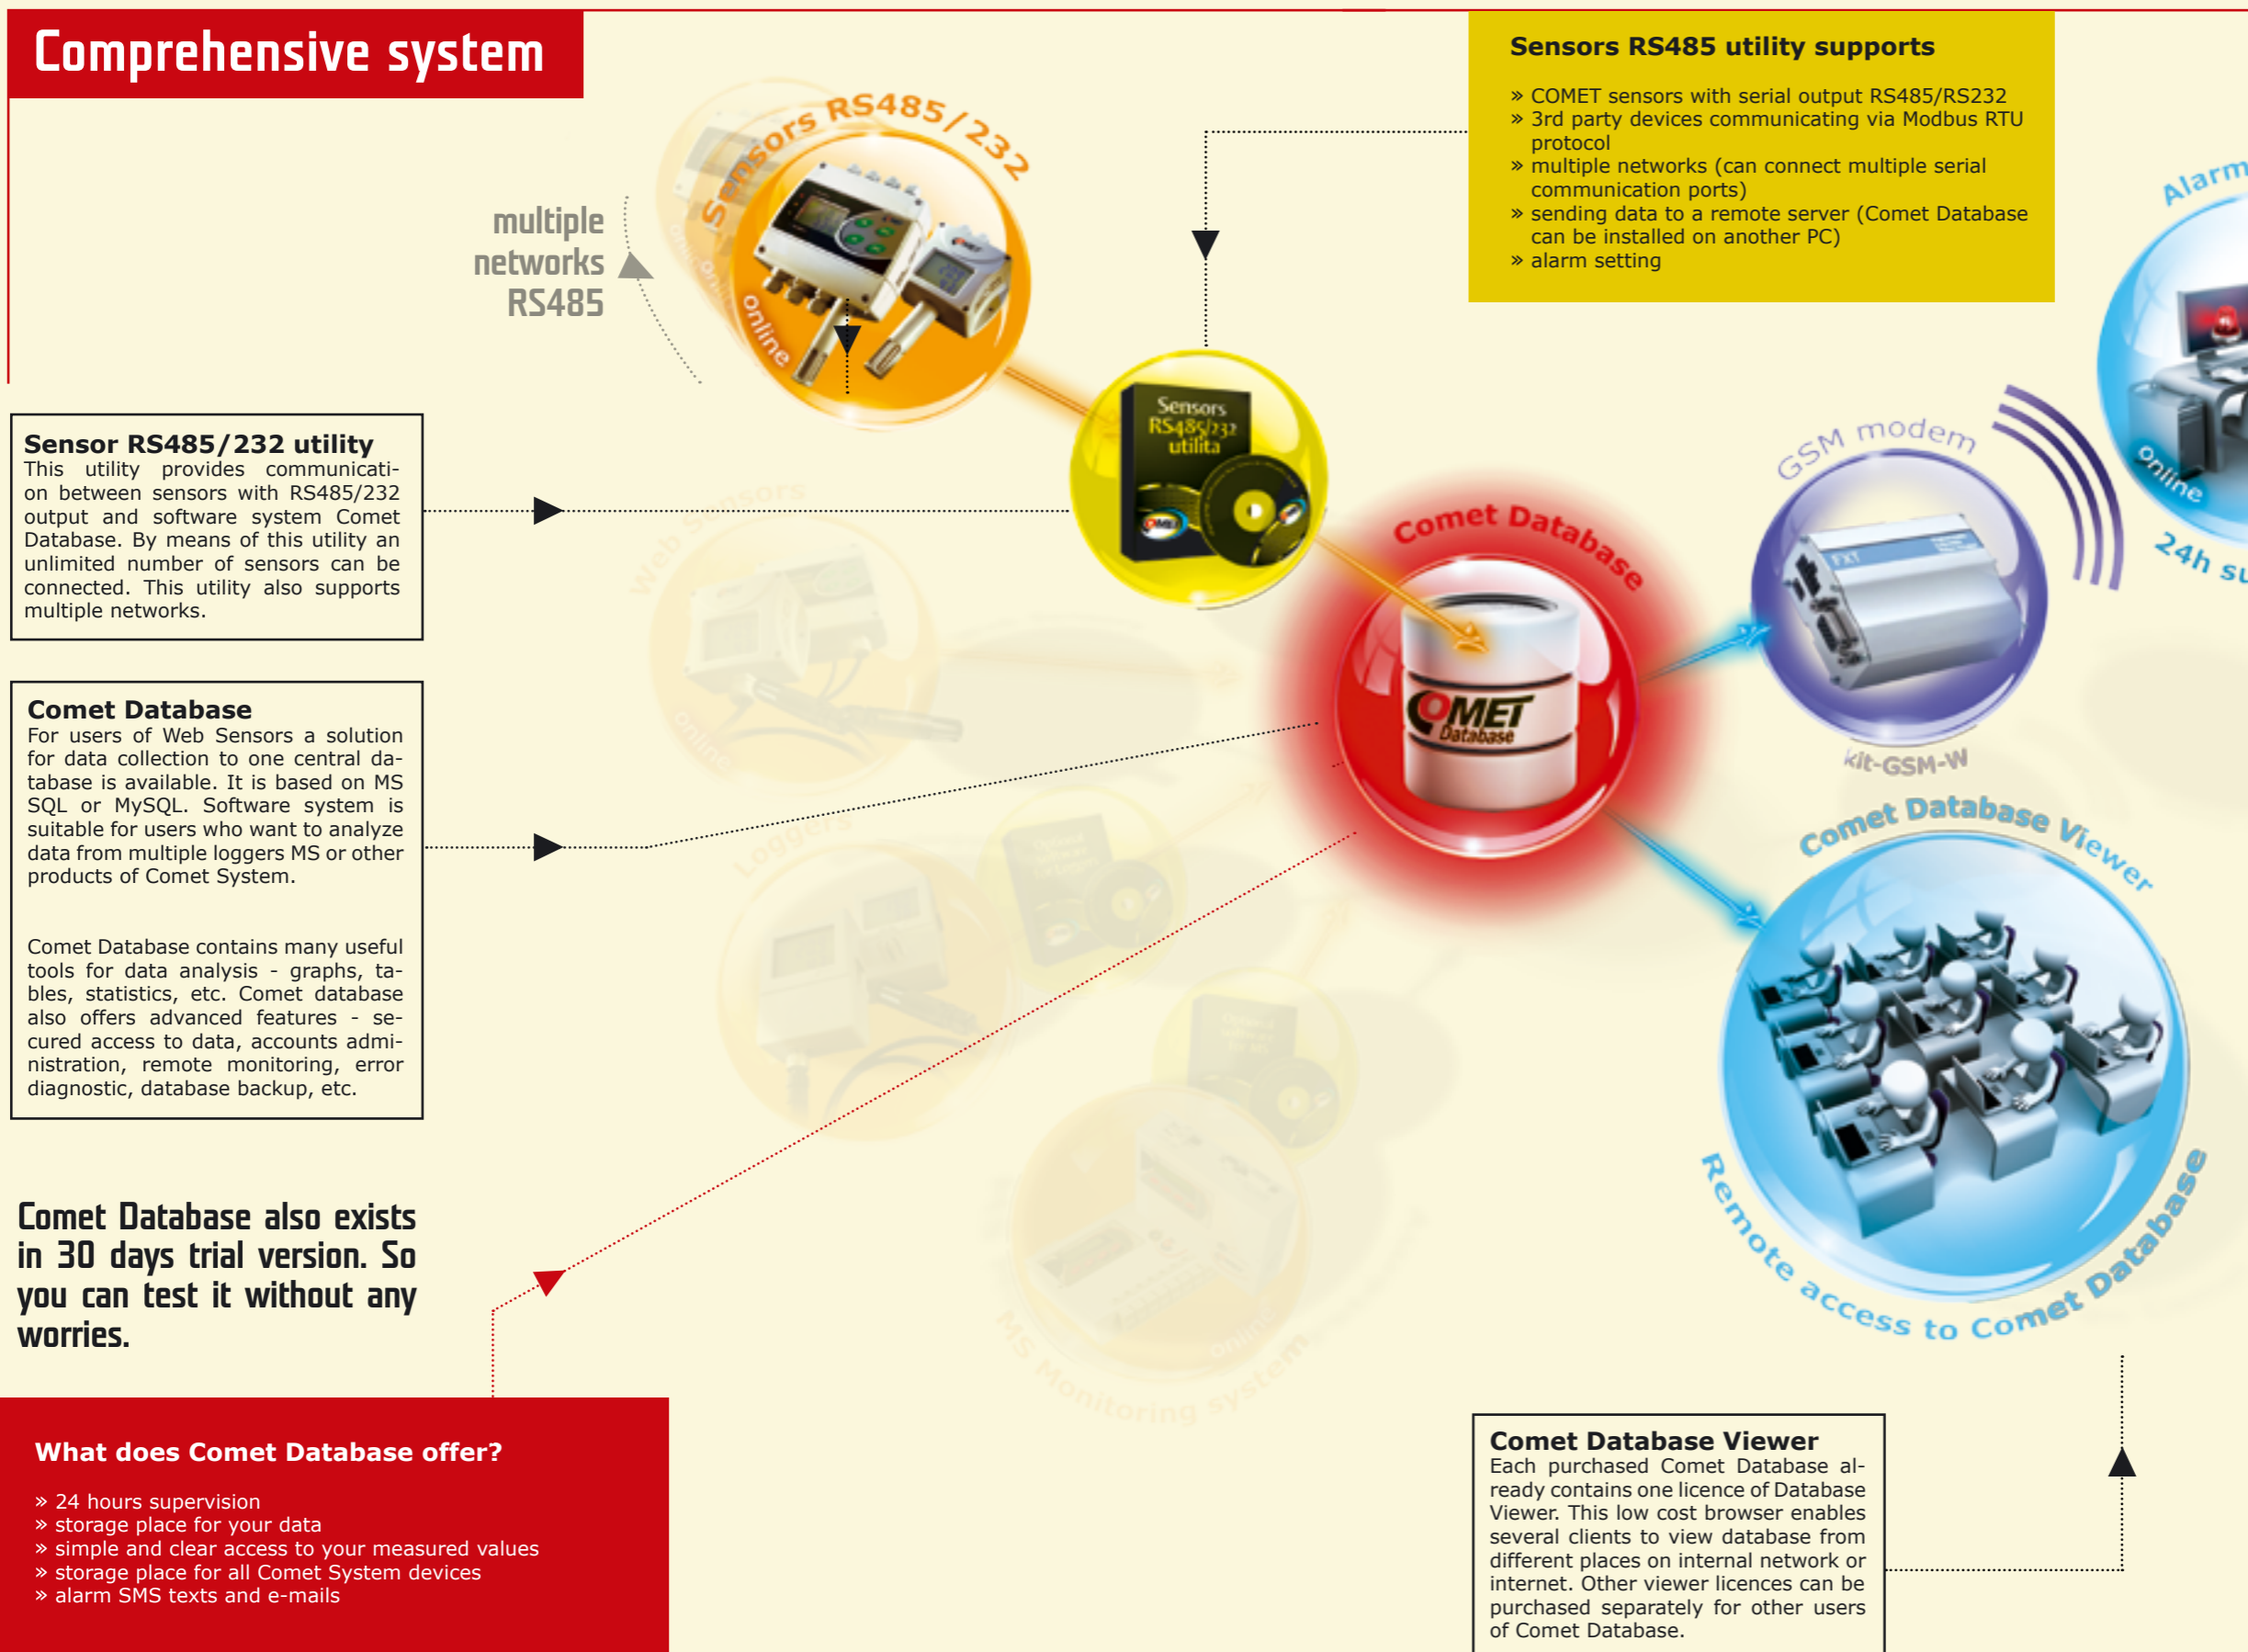 Comprehensive system
Sensors RS485 utility supports
» COMET sensors with serial output RS485/RS232
» 3rd party devices communicating via Modbus RTU
protocol
» multiple networks (can connect multiple serial
communication ports)
» sending data to a remote server (Comet Database
can be installed on another PC)
» alarm setting
Sensors RS485/232
online
multiple
networks
RS485
Alarm
online
24h su
Sensors
RS485/232
utilita
COMET
GSM modem
FXT
kit-GSM-W
Sensor RS485/232 utility
This utility provides communicati-
on between sensors with RS485/232
output and software system Comet
Database. By means of this utility an
unlimited number of sensors can be
connected. This utility also supports
multiple networks.
Web Sensors
online
Comet Database
COMET
Database
Comet Database
For users of Web Sensors a solution
for data collection to one central da-
tabase is available. It is based on MS
SQL or MySQL. Software system is
suitable for users who want to analyze
data from multiple loggers MS or other
products of Comet System.
Comet Database contains many useful
tools for data analysis - graphs, ta-
bles, statistics, etc. Comet database
also offers advanced features - se-
cured access to data, accounts admi-
nistration, remote monitoring, error
diagnostic, database backup, etc.
Loggers
Comet Database Viewer
Remote access to Comet Database
MS Monitoring system
online
Comet Database also exists
in 30 days trial version. So
you can test it without any
worries.
What does Comet Database offer?
» 24 hours supervision
» storage place for your data
» simple and clear access to your measured values
» storage place for all Comet System devices
» alarm SMS texts and e-mails
Comet Database Viewer
Each purchased Comet Database al-
ready contains one licence of Database
Viewer. This low cost browser enables
several clients to view database from
different places on internal network or
internet. Other viewer licences can be
purchased separately for other users
of Comet Database.